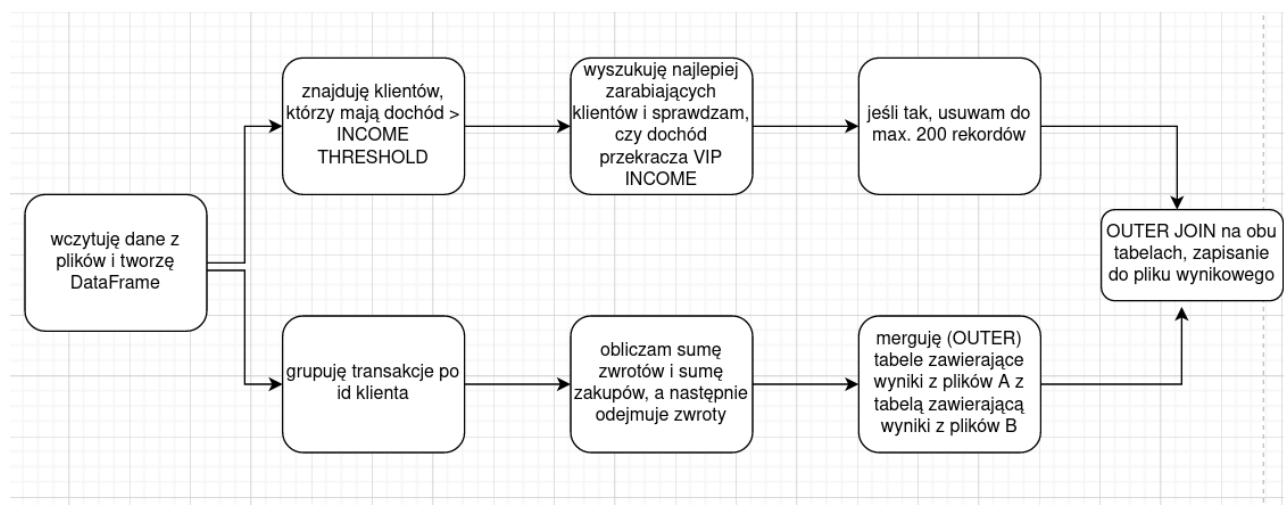 znajduję klientów,
którzy mają dochód >
INCOME
THRESHOLD
wyszukuję najlepiej
zarabiających
klientów i sprawdzam,
czy dochód
przekracza VIP
INCOME
jeśli tak, usuwam do
max. 200 rekordów
wczytuję dane z
plików i tworzę
DataFrame
OUTER JOIN na obu
tabelach, zapisanie
do pliku wynikowego
grupuję transakcje po
id klienta
obliczam sumę
zwrotów i sumę
zakupów, a następnie
odejmuje zwroty
merguję (OUTER)
tabele zawierające
wyniki z plików A z
tabelą zawierającą
wyniki z plików B